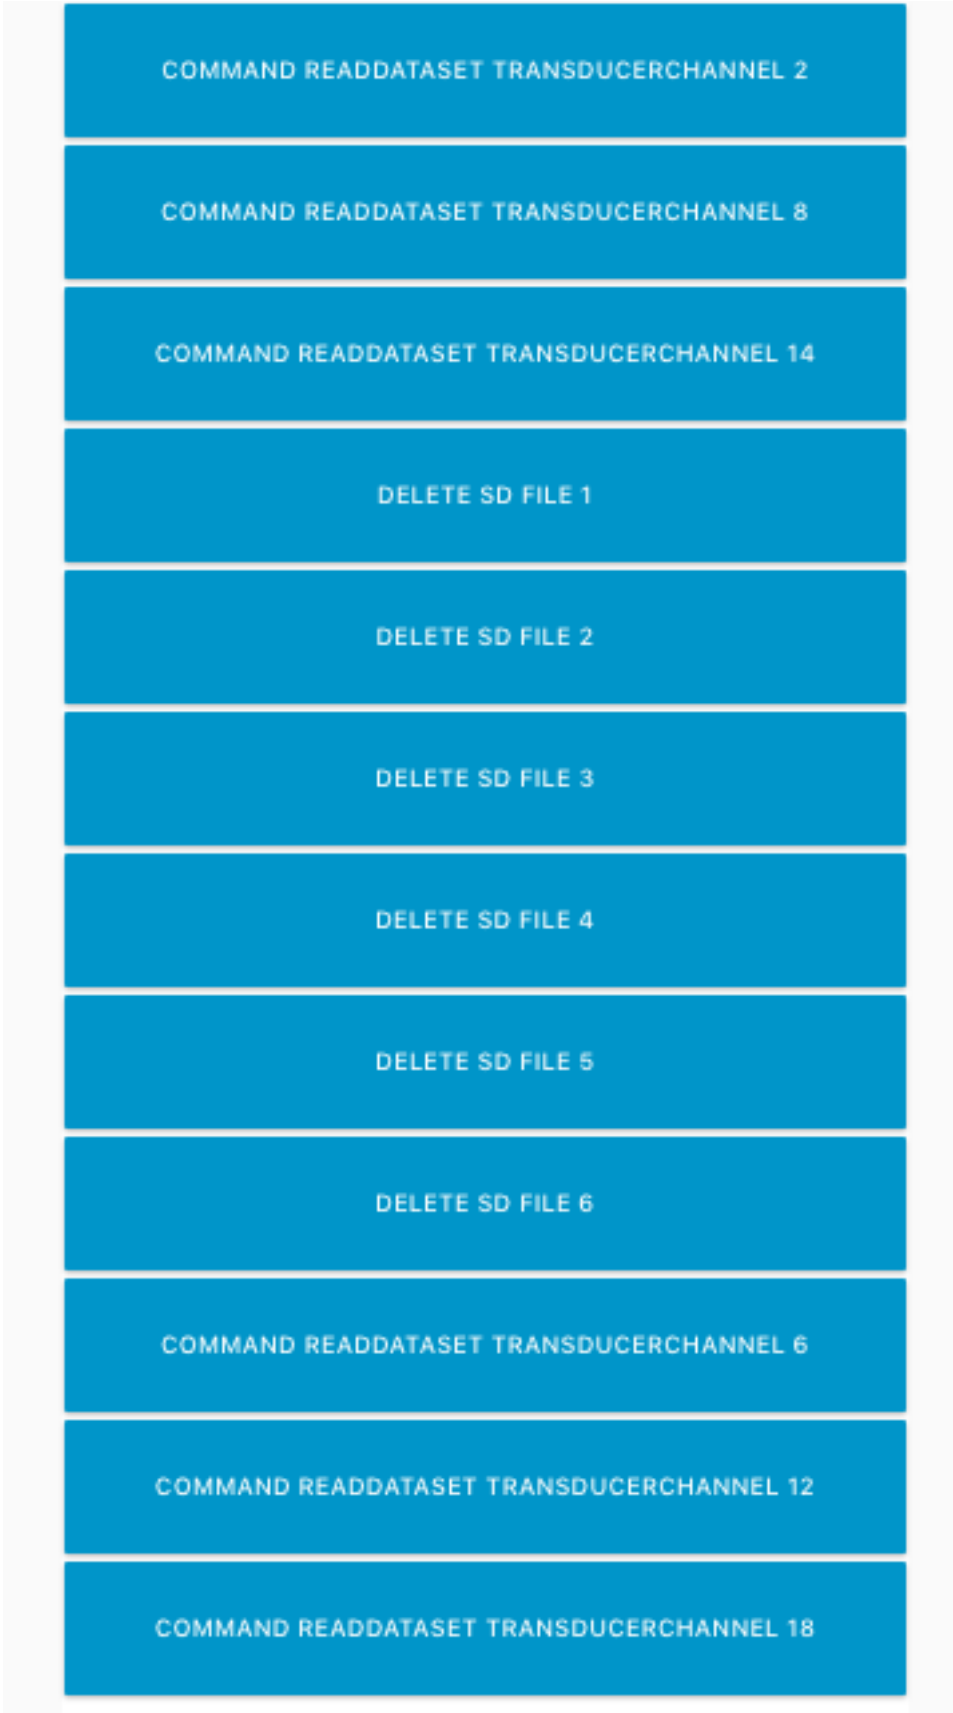 COMMAND READDATASET TRANSDUCERCHANNEL 2
COMMAND READDATASET TRANSDUCERCHANNEL 8
COMMAND READDATASET TRANSDUCERCHANNEL 14
DELETE SD FILE 1
DELETE SD FILE 2
DELETE SD FILE 3
DELETE SD FILE 4
DELETE SD FILE 5
DELETE SD FILE 6
COMMAND READDATASET TRANSDUCERCHANNEL 6
COMMAND READDATASET TRANSDUCERCHANNEL 12
COMMAND READDATASET TRANSDUCERCHANNEL 18